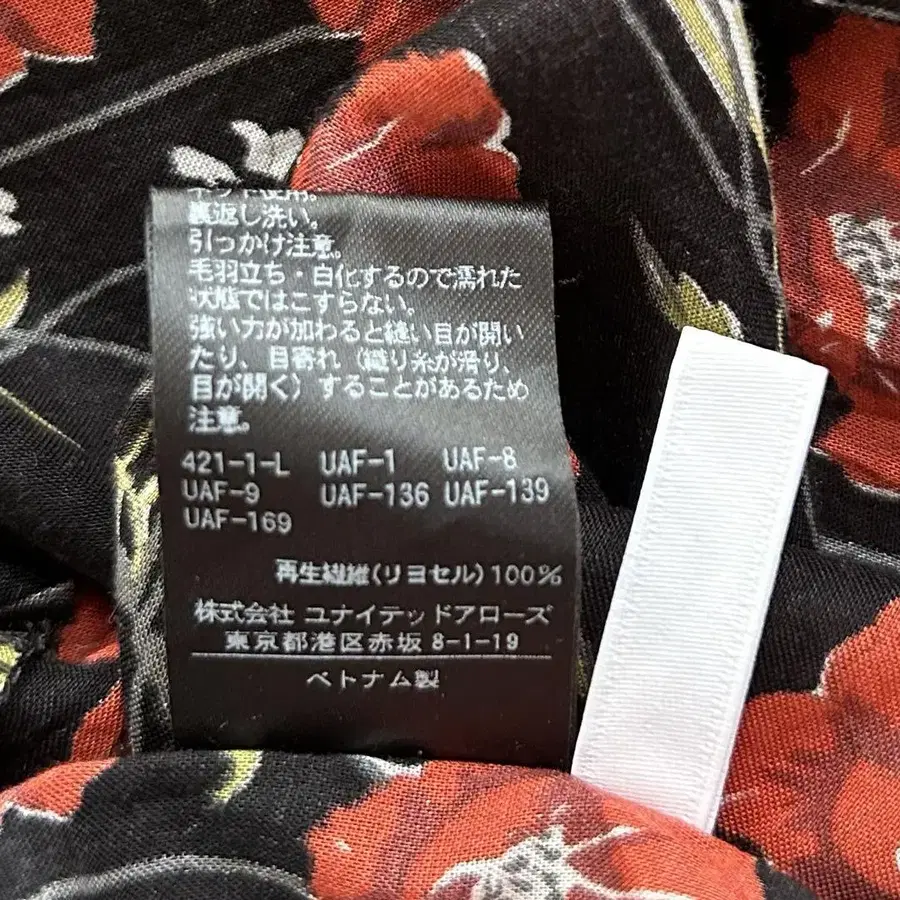 ネット使用。
裏返し洗い。
引っかけ注意。
毛羽立ち・白化するので濡れた
状態ではこすらない。
強い力が加わると縫い目が開い
たり、目寄れ（織り糸が滑り、
目が開く）することがあるため
注意。
421-1-L UAF-1 UAF-8
UAF-9 UAF-136 UAF-139
UAF-169
再生繊維(リヨセル)100%
株式会社 ユナイテッドアローズ
東京都港区赤坂 8-1-19
ベトナム製